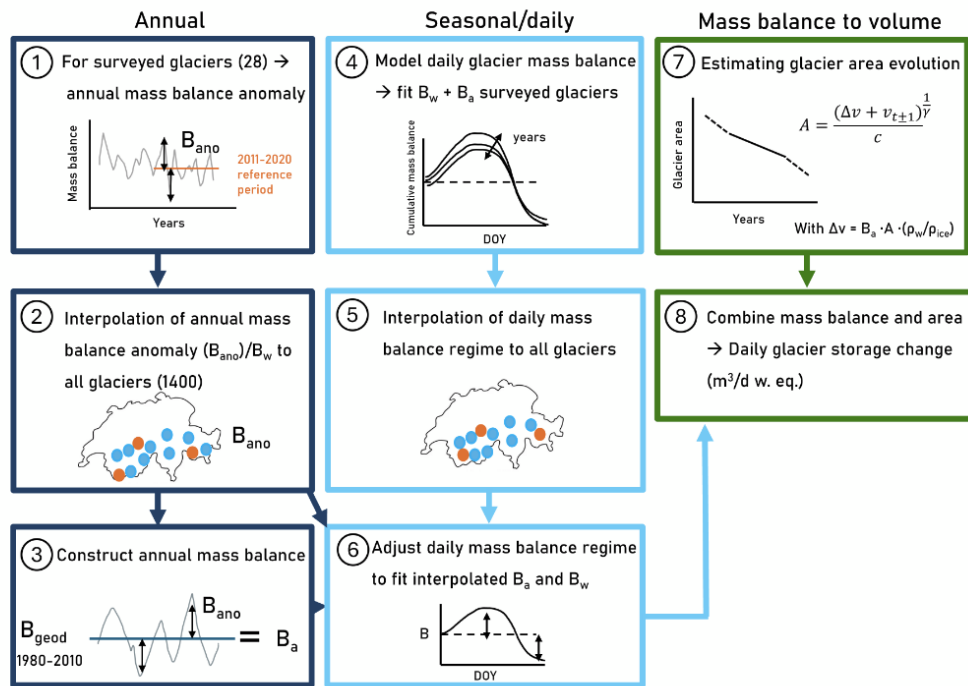 Annual
Seasonal/daily
Mass balance to volume
1
For surveyed glaciers (28) →
annual mass balance anomaly
Mass balance
B_ano
2011-2020
reference
period
Years
4
Model daily glacier mass balance
→ fit B_w + B_a surveyed glaciers
Cumulative mass balance
years
DOY
7
Estimating glacier area evolution
Glacier area
A = (Δv + v_{t±1})^{1/γ} / c
Years
With Δv = B_a ·A ·(ρ_w/ρ_ice)
2
Interpolation of annual mass
balance anomaly (B_ano)/B_w to
all glaciers (1400)
B_ano
5
Interpolation of daily mass
balance regime to all glaciers
8
Combine mass balance and area
→ Daily glacier storage change
(m³/d w. eq.)
3
Construct annual mass balance
B_geod
1980-2010
B_ano
= B_a
6
Adjust daily mass balance regime
to fit interpolated B_a and B_w
B
DOY